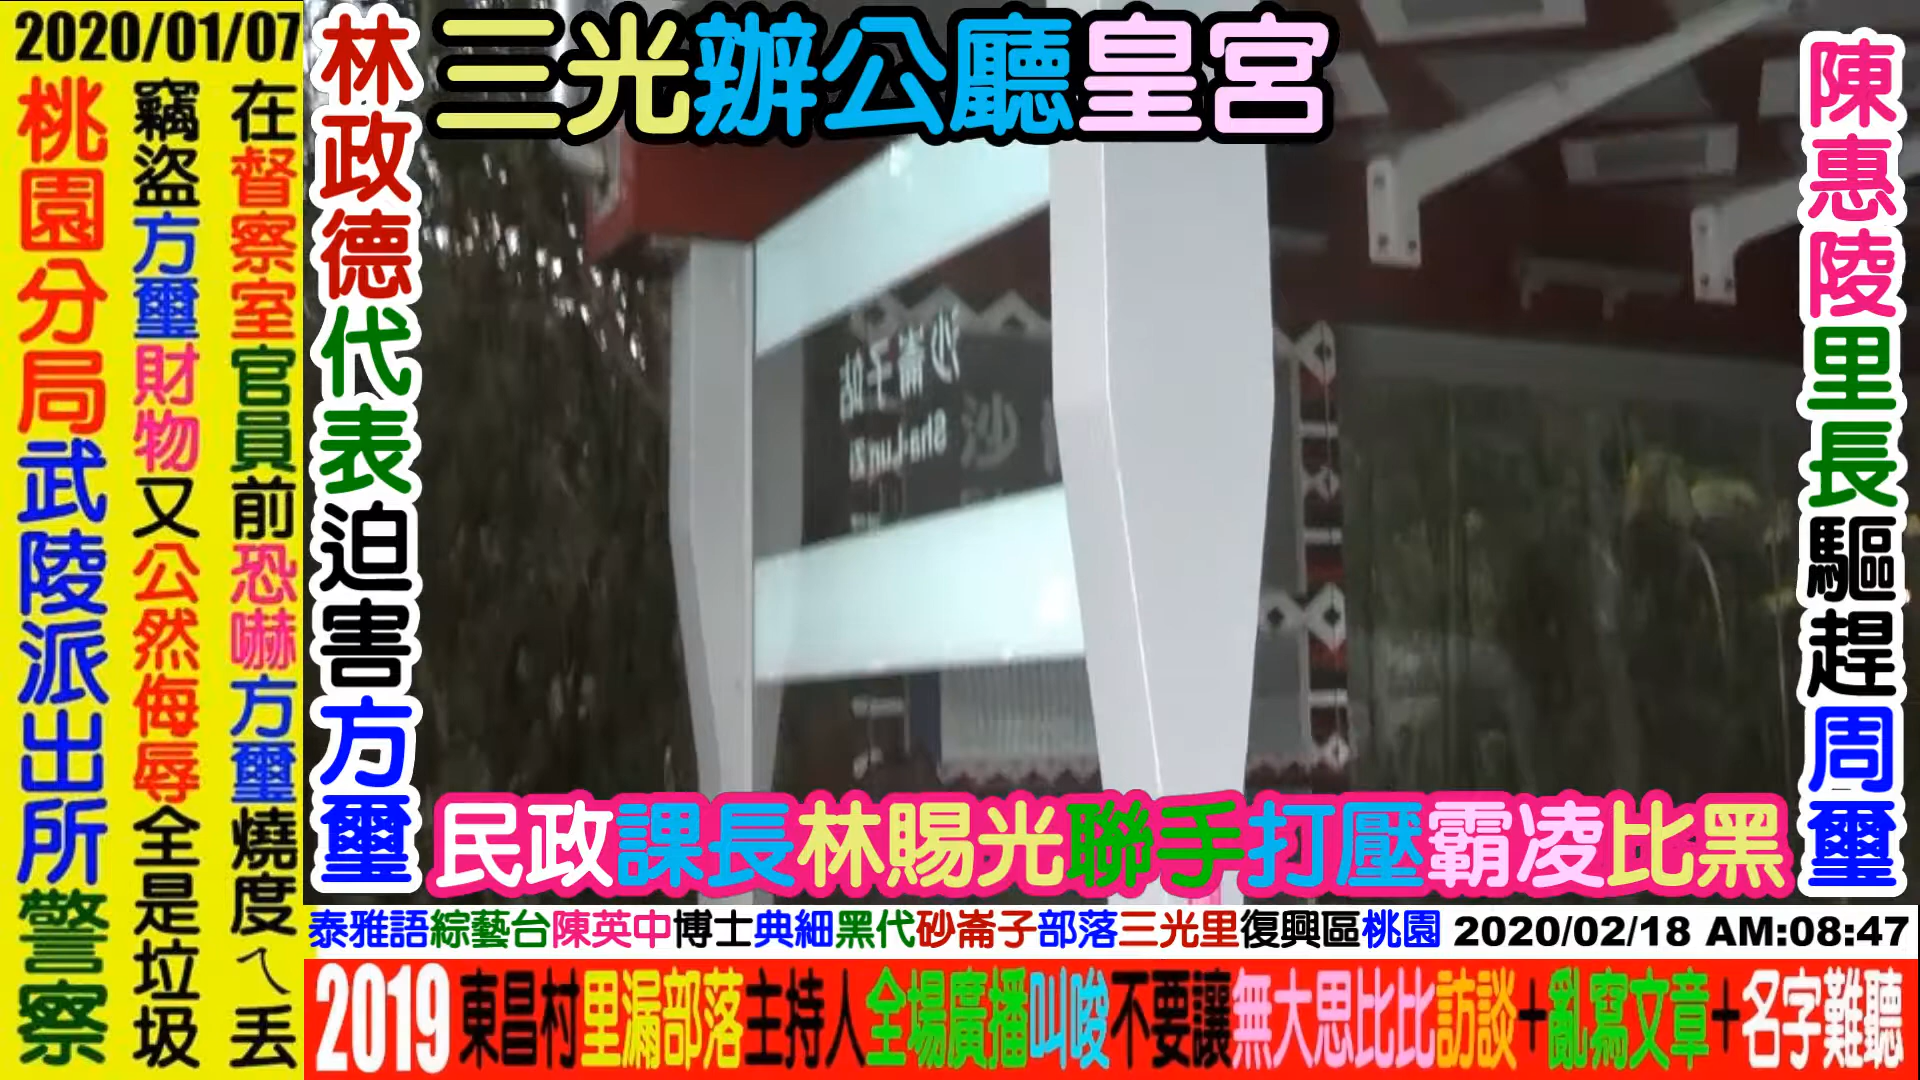 2020/01/07
桃園分局武陵派出所警察
竊盜方璽財物又公然侮辱全是垃圾
在督察室官員前恐嚇方璽燒度ㄟ丟
林政德代表迫害方璽
三光辦公廳皇宮
陳惠陵里長驅趕周璽
沙崙子站
Sha-Lun Zi
沙
民政課長林賜光聯手打壓霸凌比黑
泰雅語綜藝台陳英中博士典細黑代砂崙子部落三光里復興區桃園 2020/02/18 AM:08:47
2019東昌村里漏部落主持人全場廣播叫唆不要讓無大思比比訪談+亂寫文章+名字難聽